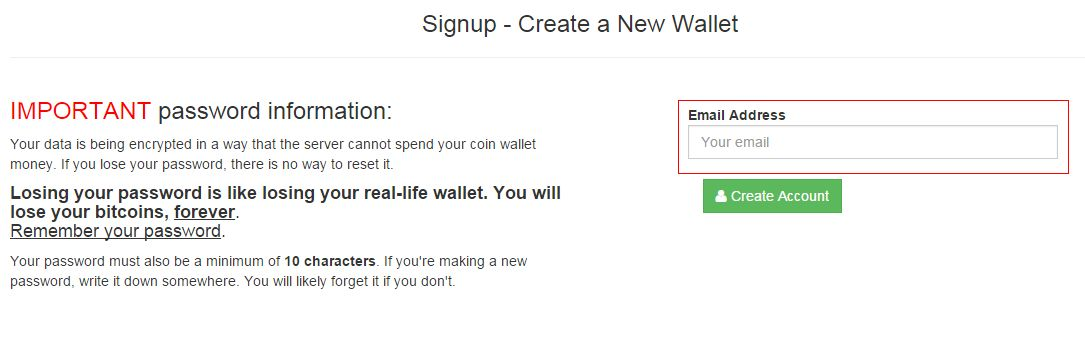 Signup - Create a New Wallet
IMPORTANT password information:
Your data is being encrypted in a way that the server cannot spend your coin wallet
money. If you lose your password, there is no way to reset it.
Losing your password is like losing your real-life wallet. You will
lose your bitcoins, forever.
Remember your password.
Your password must also be a minimum of 10 characters. If you're making a new
password, write it down somewhere. You will likely forget it if you don't.
Email Address
Your email
Create Account